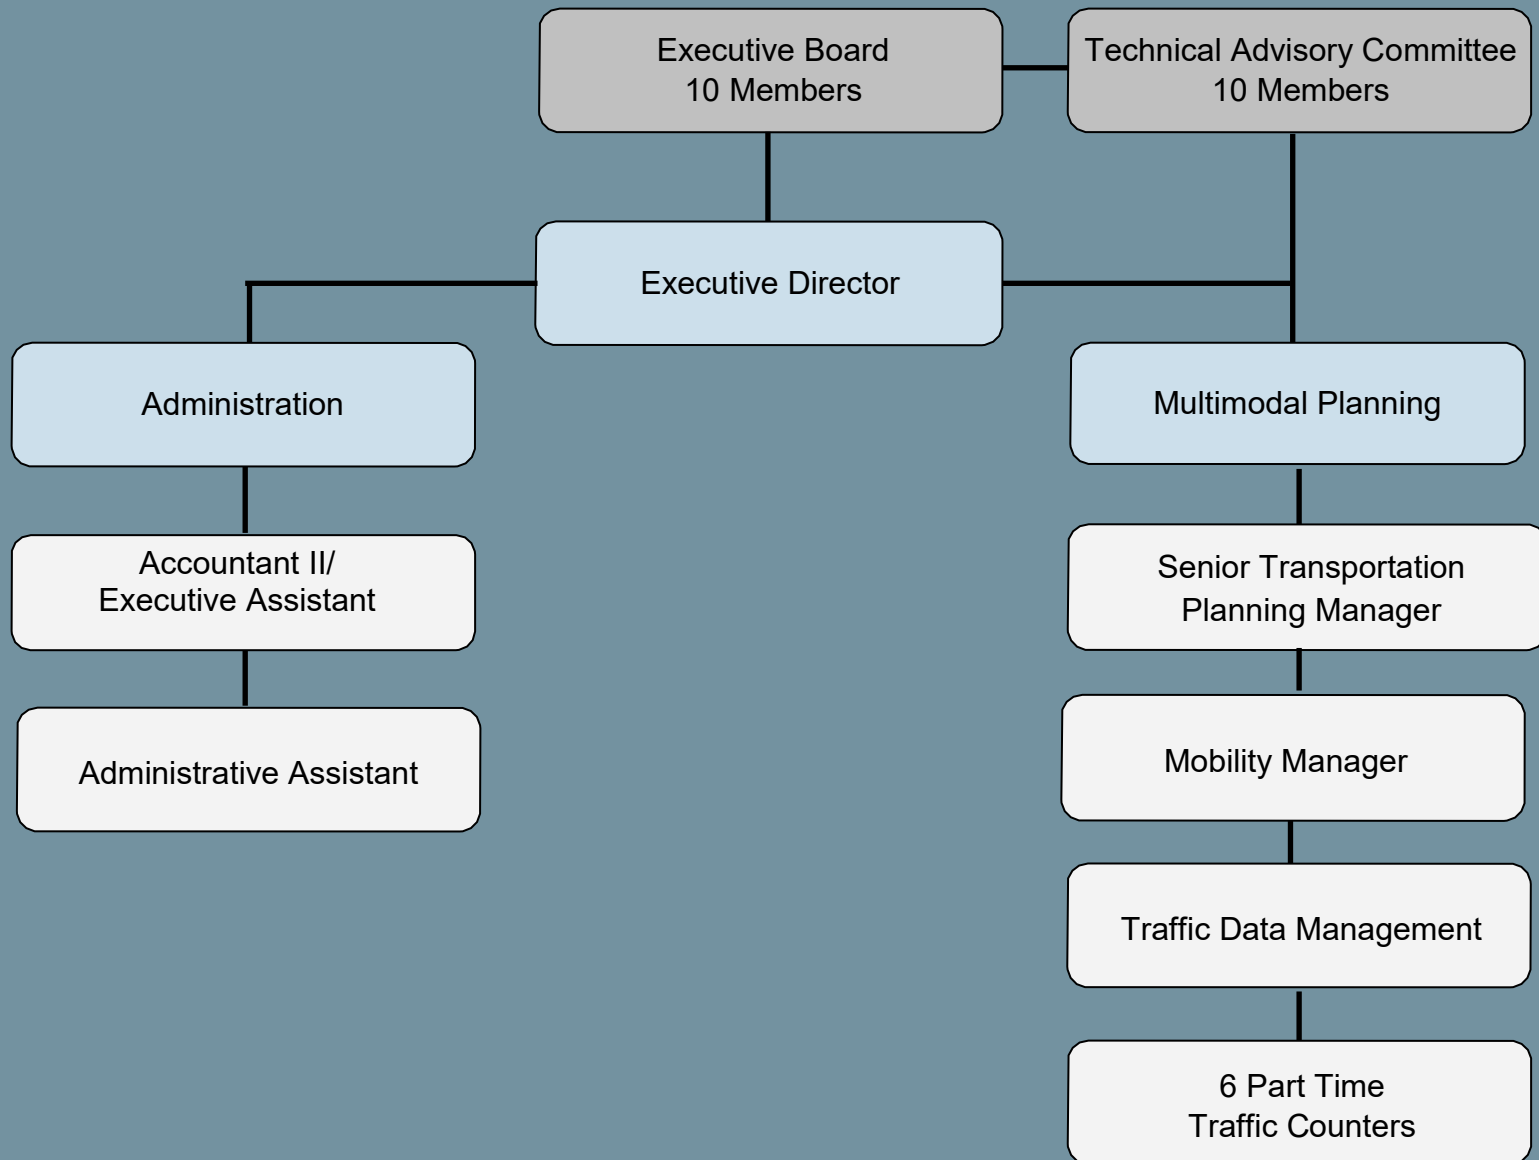 Executive Board
10 Members
Technical Advisory Committee
10 Members
Executive Director
Administration
Multimodal Planning
Accountant II/
Executive Assistant
Senior Transportation
Planning Manager
Administrative Assistant
Mobility Manager
Traffic Data Management
6 Part Time
Traffic Counters